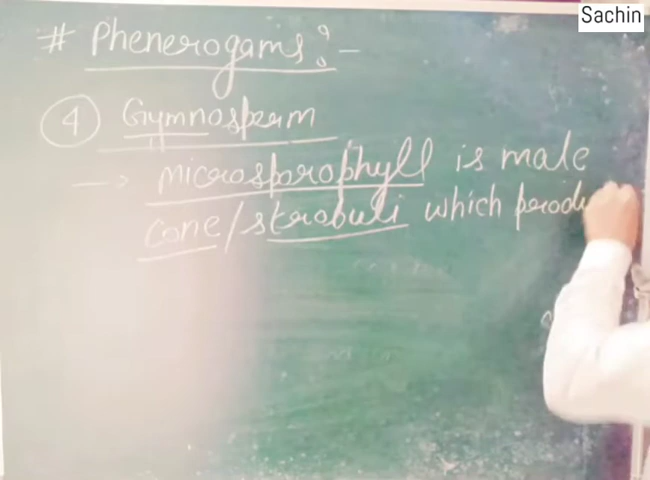 Sachin
# Phenerogams:-
④ Gymnosperm
→ microsporophyll is male
cone/strobuli which produ